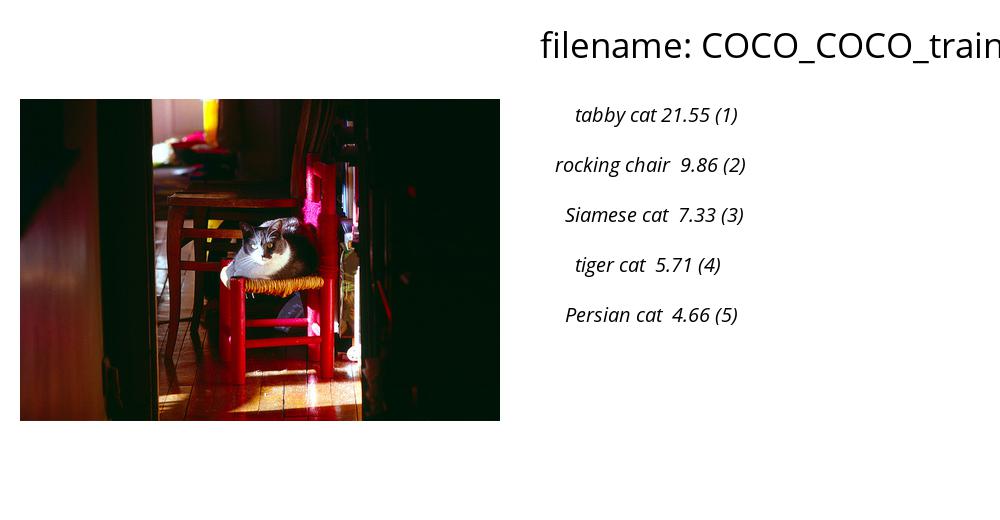 filename: COCO_COCO_train
tabby cat 21.55 (1)
rocking chair 9.86 (2)
Siamese cat 7.33 (3)
tiger cat 5.71 (4)
Persian cat 4.66 (5)